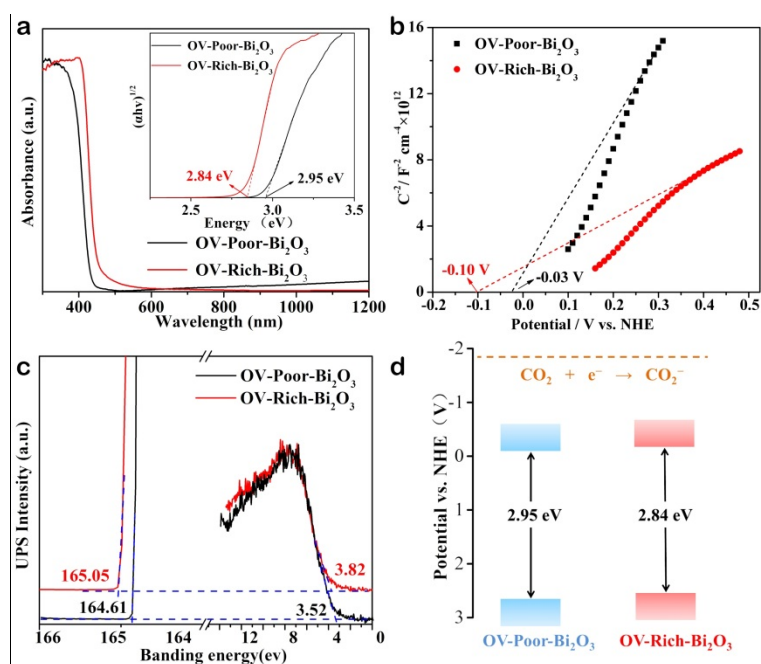 a
OV-Poor-Bi₂O₃
OV-Rich-Bi₂O₃
(αhν)^1/2
2.84 eV
2.95 eV
2.5 3.0 3.5
Energy (eV)
Absorbance (a.u.)
OV-Poor-Bi₂O₃
OV-Rich-Bi₂O₃
400 600 800 1000 1200
Wavelength (nm)
b
OV-Poor-Bi₂O₃
OV-Rich-Bi₂O₃
C⁻²/ F⁻² cm⁻⁴×10¹²
16
12
8
4
0
-0.10 V
-0.03 V
-0.2 -0.1 0.0 0.1 0.2 0.3 0.4 0.5
Potential / V vs. NHE
c
OV-Poor-Bi₂O₃
OV-Rich-Bi₂O₃
UPS Intensity (a.u.)
165.05
3.82
164.61
3.52
166 165 164 12 8 4 0
Banding energy(ev)
d
-2
-1
0
1
2
3
Potential vs. NHE (V)
CO₂ + e⁻ → CO₂⁻
2.95 eV
2.84 eV
OV-Poor-Bi₂O₃
OV-Rich-Bi₂O₃